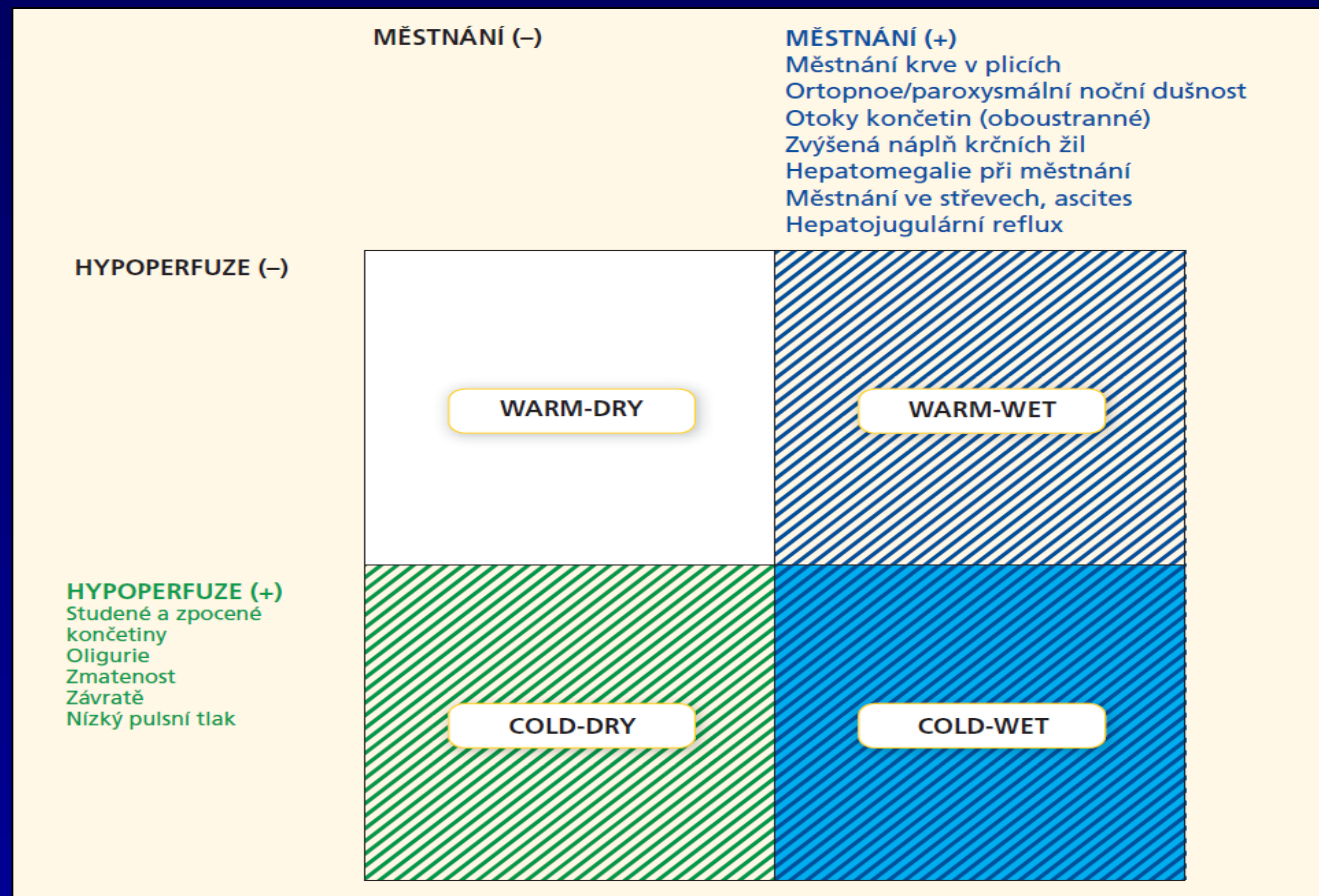 MĚSTNÁNÍ (–)
MĚSTNÁNÍ (+)
Městnání krve v plicích
Ortopnoe/paroxysmální noční dušnost
Otoky končetin (oboustranné)
Zvýšená náplň krčních žil
Hepatomegalie při městnání
Městnání ve střevech, ascites
Hepatojugulární reflux
HYPOPERFUZE (–)
WARM-DRY
WARM-WET
HYPOPERFUZE (+)
Studené a zpocené
končetiny
Oligurie
Zmatenost
Závratě
Nízký pulsní tlak
COLD-DRY
COLD-WET